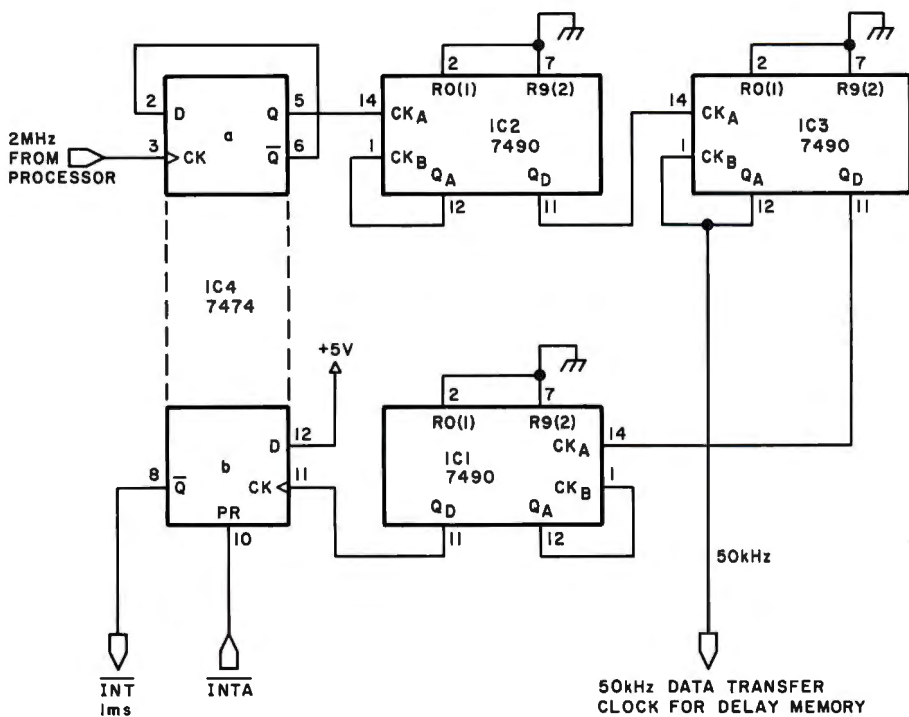 2
D
Q
5
a
2MHz
FROM
PROCESSOR
3
CK
Q
6
IC4
7474
2
7
R0(1)
R9(2)
14
CKA
IC2
7490
1
CKB
QA
QD
12
11
2
7
R0(1)
R9(2)
14
CKA
IC3
7490
1
CKB
QA
QD
12
11
+5V
D
12
b
8
Q
CK
11
PR
10
2
7
R0(1)
R9(2)
CKA
14
IC1
7490
CKB
1
QD
QA
11
12
50kHz
INT
1ms
INTA
50kHz DATA TRANSFER
CLOCK FOR DELAY MEMORY